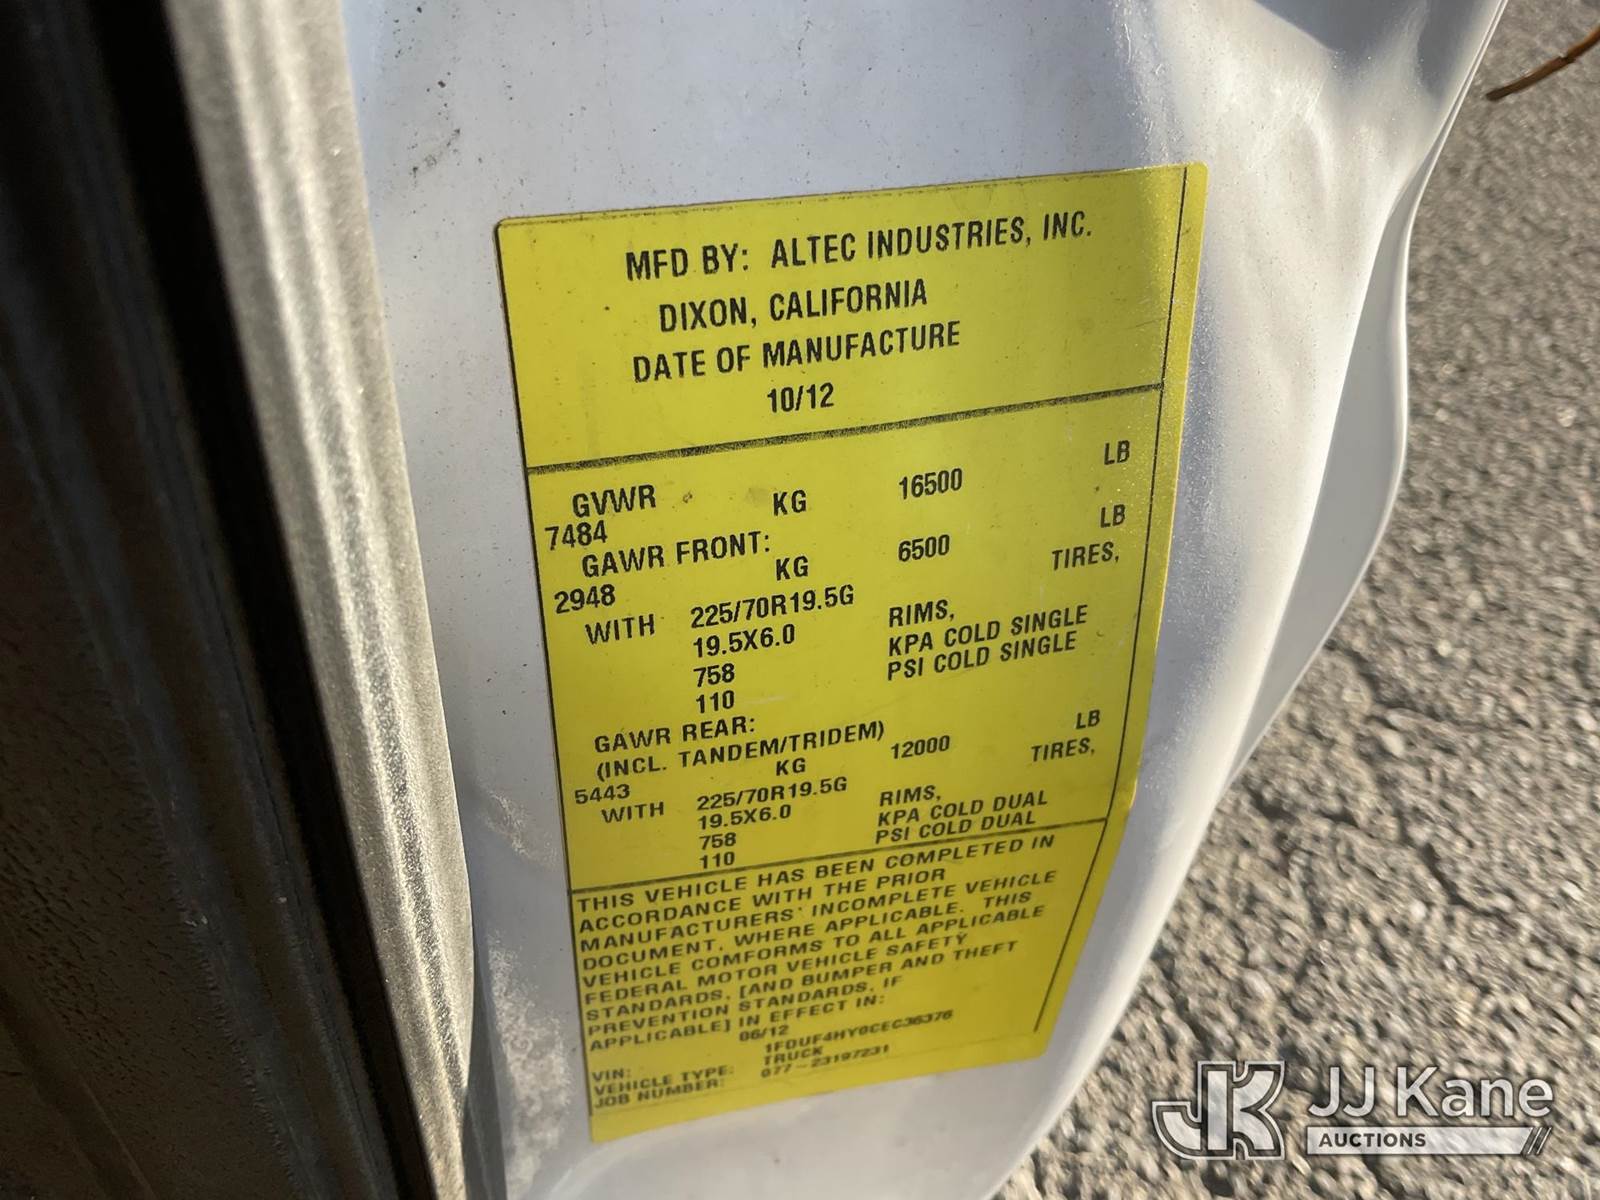 MFD BY: ALTEC INDUSTRIES, INC.
DIXON, CALIFORNIA
DATE OF MANUFACTURE
10/12
GVWR
7484 KG 16500 LB
GAWR FRONT:
2948 KG 6500 LB
WITH 225/70R19.5G TIRES,
19.5X6.0 RIMS,
758 KPA COLD SINGLE
110 PSI COLD SINGLE
GAWR REAR:
(INCL. TANDEM/TRIDEM)
5443 KG 12000 LB
WITH 225/70R19.5G TIRES,
19.5X6.0 RIMS,
758 KPA COLD DUAL
110 PSI COLD DUAL
THIS VEHICLE HAS BEEN COMPLETED IN
ACCORDANCE WITH THE PRIOR
MANUFACTURERS' INCOMPLETE VEHICLE
DOCUMENT, WHERE APPLICABLE. THIS
VEHICLE COMFORMS TO ALL APPLICABLE
FEDERAL MOTOR VEHICLE SAFETY
STANDARDS, [AND BUMPER AND THEFT
PREVENTION STANDARDS, IF
APPLICABLE] IN EFFECT IN:
06/12
VIN: 1FDUF4HY0CEC36376
VEHICLE TYPE: TRUCK
JOB NUMBER: 077-23197231
JK JJ Kane
AUCTIONS